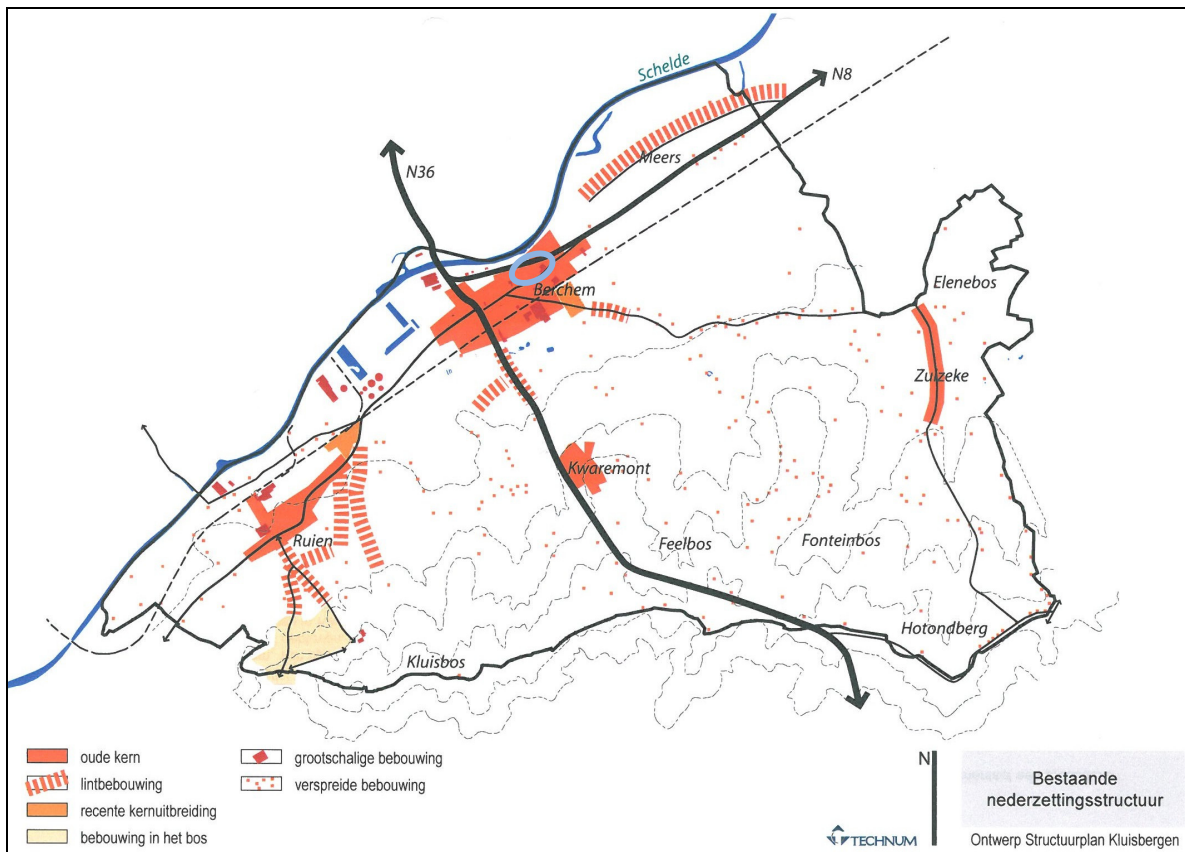 Schelde
N8
N36
Meers
Berchem
Elenebos
Zulzeke
Kwaremont
Ruien
Feelbos
Fonteinbos
Hotondberg
Kluisbos
oude kern
lintbebouwing
recente kernuitbreiding
bebouwing in het bos
grootschalige bebouwing
verspreide bebouwing
N
TECHNUM
Bestaande
nederzettingsstructuur
Ontwerp Structuurplan Kluisbergen